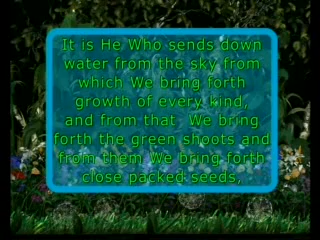 It is He Who sends down
water from the sky from
which We bring forth
growth of every kind,
and from that We bring
forth the green shoots and
from them We bring forth
close packed seeds,